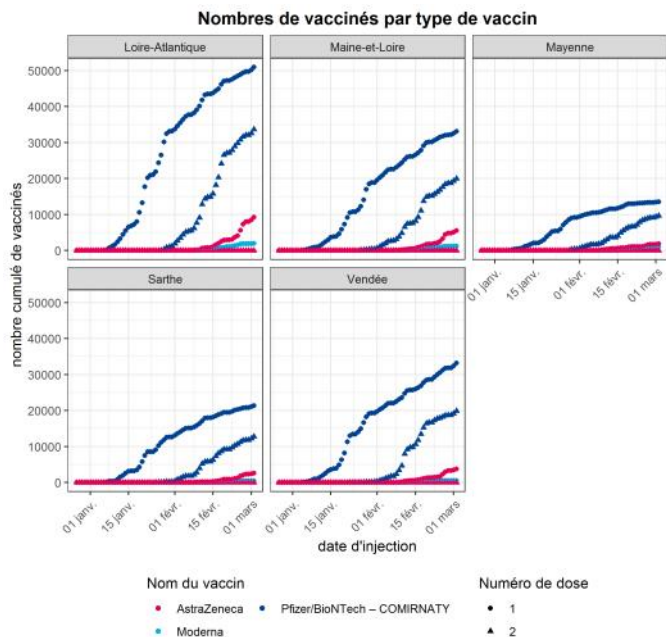 Nombres de vaccinés par type de vaccin
Loire-Atlantique
Maine-et-Loire
Mayenne
50000
40000
30000
20000
10000
0
01 janv.
15 janv.
01 févr.
15 févr.
01 mars
Sarthe
Vendée
50000
40000
30000
20000
10000
0
01 janv.
15 janv.
01 févr.
15 févr.
01 mars
01 janv.
15 janv.
01 févr.
15 févr.
01 mars
nombre cumulé de vaccinés
date d'injection
Nom du vaccin
AstraZeneca
Pfizer/BioNTech – COMIRNATY
Moderna
Numéro de dose
1
2